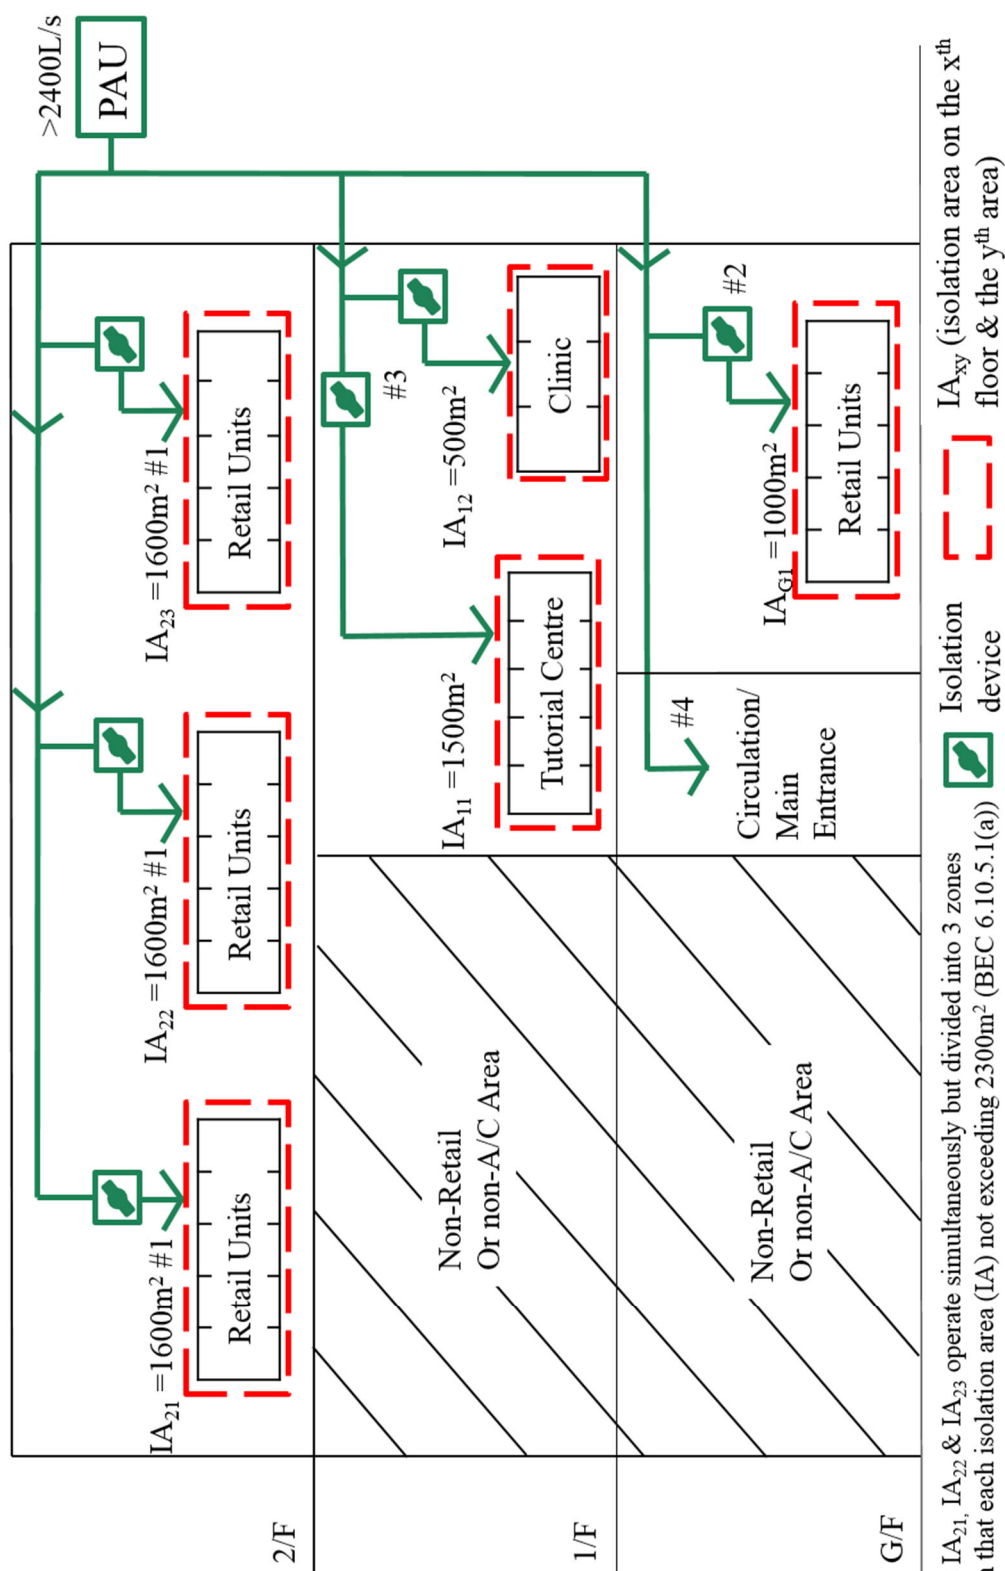 >2400L/s
PAU
2/F
IA21 =1600m² #1
Retail Units
IA22 =1600m² #1
Retail Units
IA23 =1600m² #1
Retail Units
1/F
Non-Retail
Or non-A/C Area
IA11 =1500m²
Tutorial Centre
#3
IA12 =500m²
Clinic
G/F
Non-Retail
Or non-A/C Area
#4
Circulation/
Main
Entrance
IAG1 =1000m²
Retail Units
#2
IA21, IA22 & IA23 operate simultaneously but divided into 3 zones
that each isolation area (IA) not exceeding 2300m² (BEC 6.10.5.1(a))
Isolation
device
IAxy (isolation area on the xth
floor & the yth area)